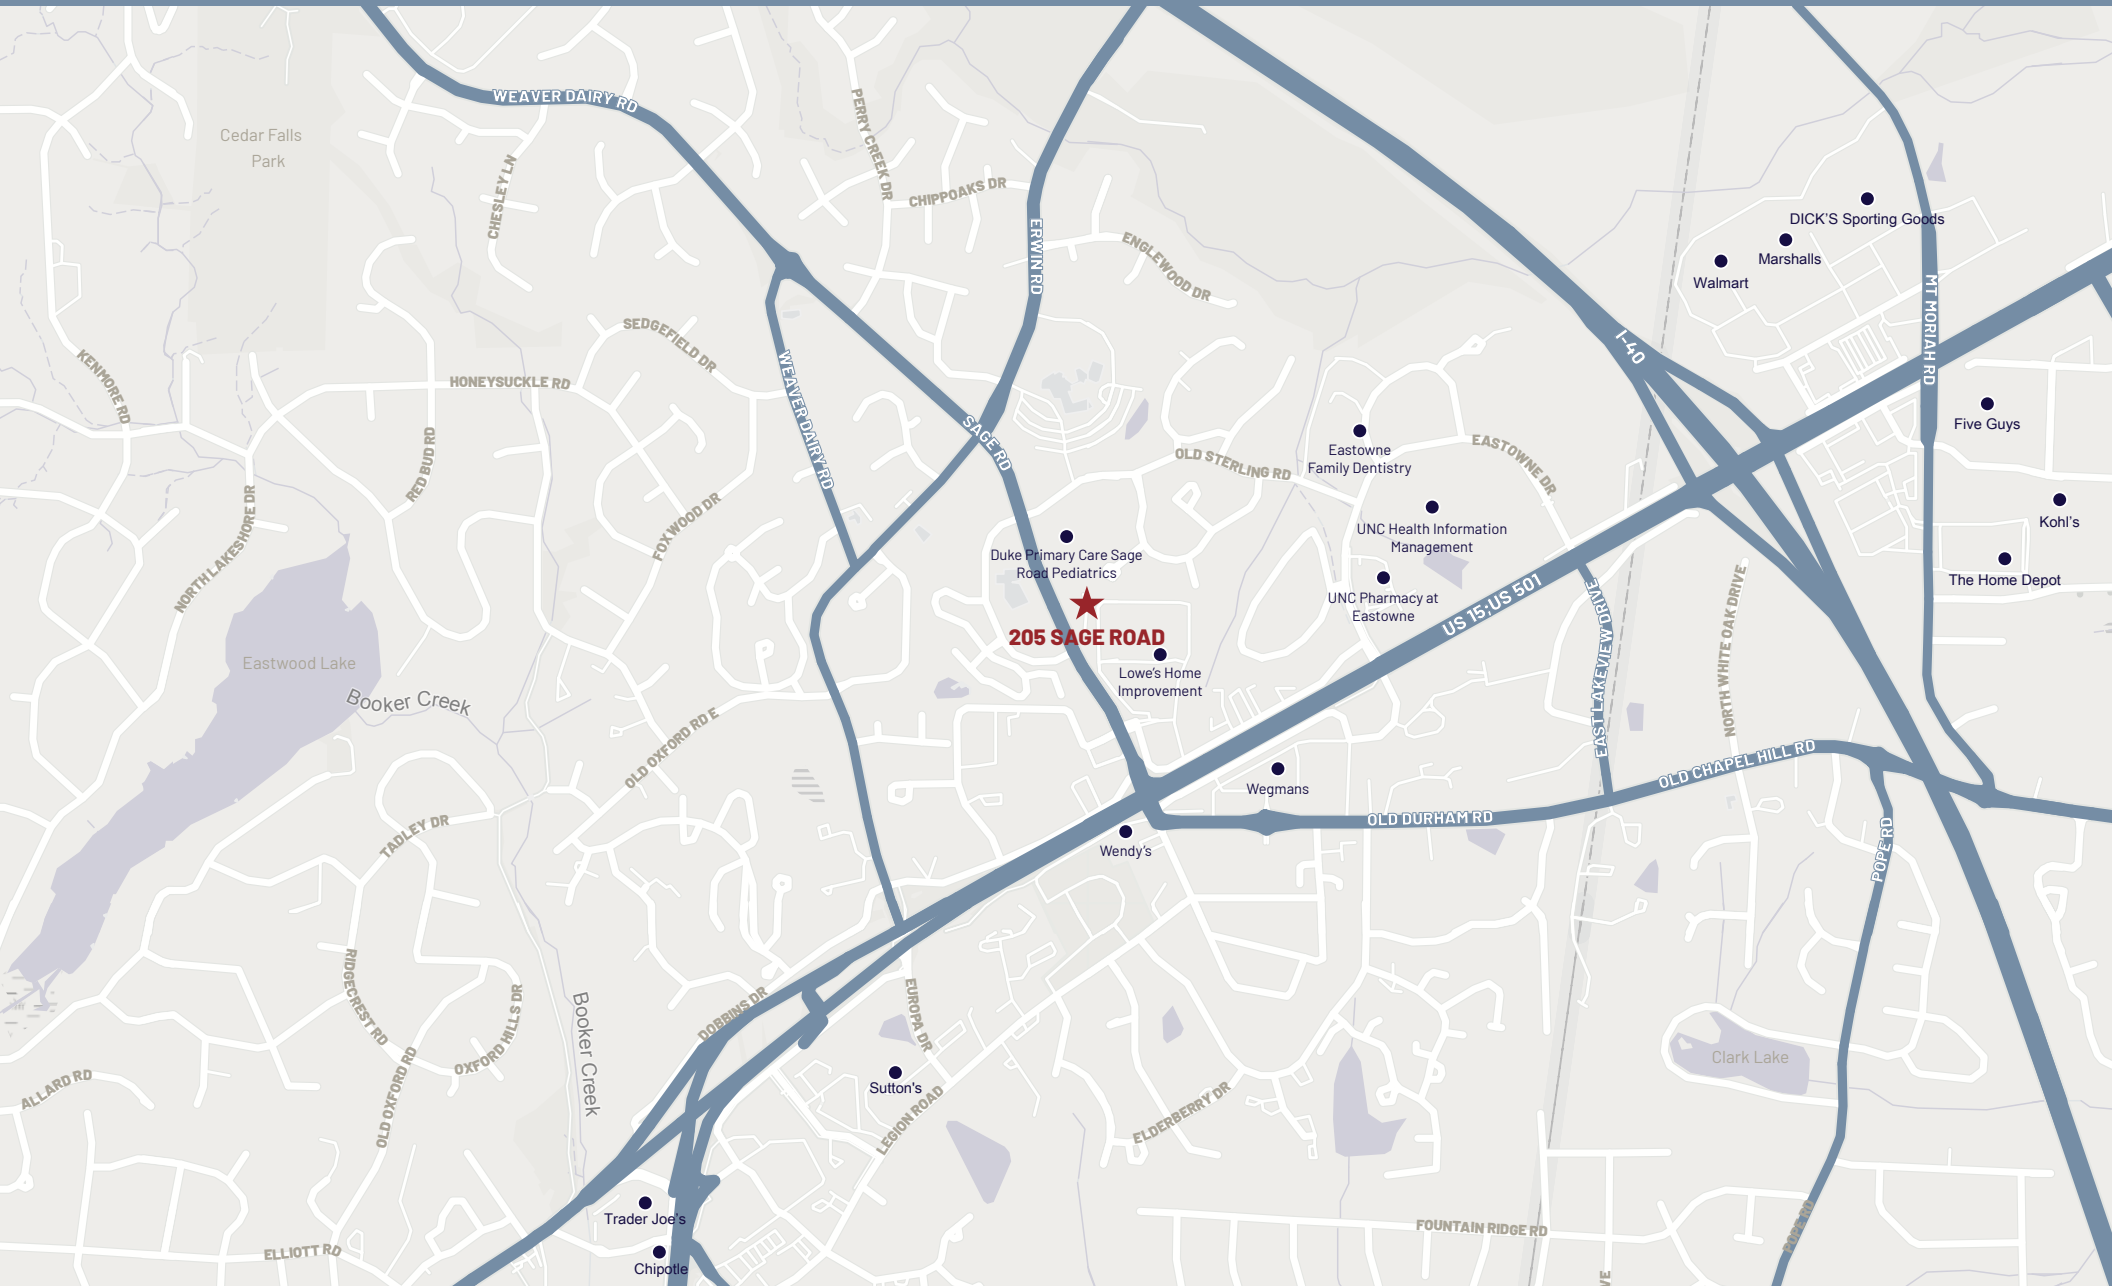 WEAVER DAIRY RD
Cedar Falls
Park
PERRY CREEK DR
CHESLEY LN
CHIPPOAKS DR
ERWIN RD
ENGLEWOOD DR
DICK'S Sporting Goods
Marshalls
Walmart
MT MORIAH RD
I-40
SEDGEFIELD DR
KENMORE RD
HONEYSUCKLE RD
WEAVER DAIRY RD
SAGE RD
RED BUD RD
FOXWOOD DR
NORTH LAKESHORE DR
OLD STERLING RD
Eastowne
Family Dentistry
EASTOWNE DR
Five Guys
Kohl's
The Home Depot
UNC Health Information
Management
UNC Pharmacy at
Eastowne
Duke Primary Care Sage
Road Pediatrics
205 SAGE ROAD
Lowe's Home
Improvement
US 15;US 501
EAST LAKEVIEW DRIVE
NORTH WHITE OAK DRIVE
Eastwood Lake
Booker Creek
OLD OXFORD RD E
Wegmans
OLD CHAPEL HILL RD
OLD DURHAM RD
Wendy's
POPE RD
TADLEY DR
RIDGECREST RD
OXFORD HILLS DR
OLD OXFORD RD
ALLARD RD
Booker Creek
DOBBINS DR
EUROPA DR
Sutton's
LEGION ROAD
ELDERBERRY DR
Clark Lake
Trader Joe's
Chipotle
ELLIOTT RD
FOUNTAIN RIDGE RD
POPE RD
VE